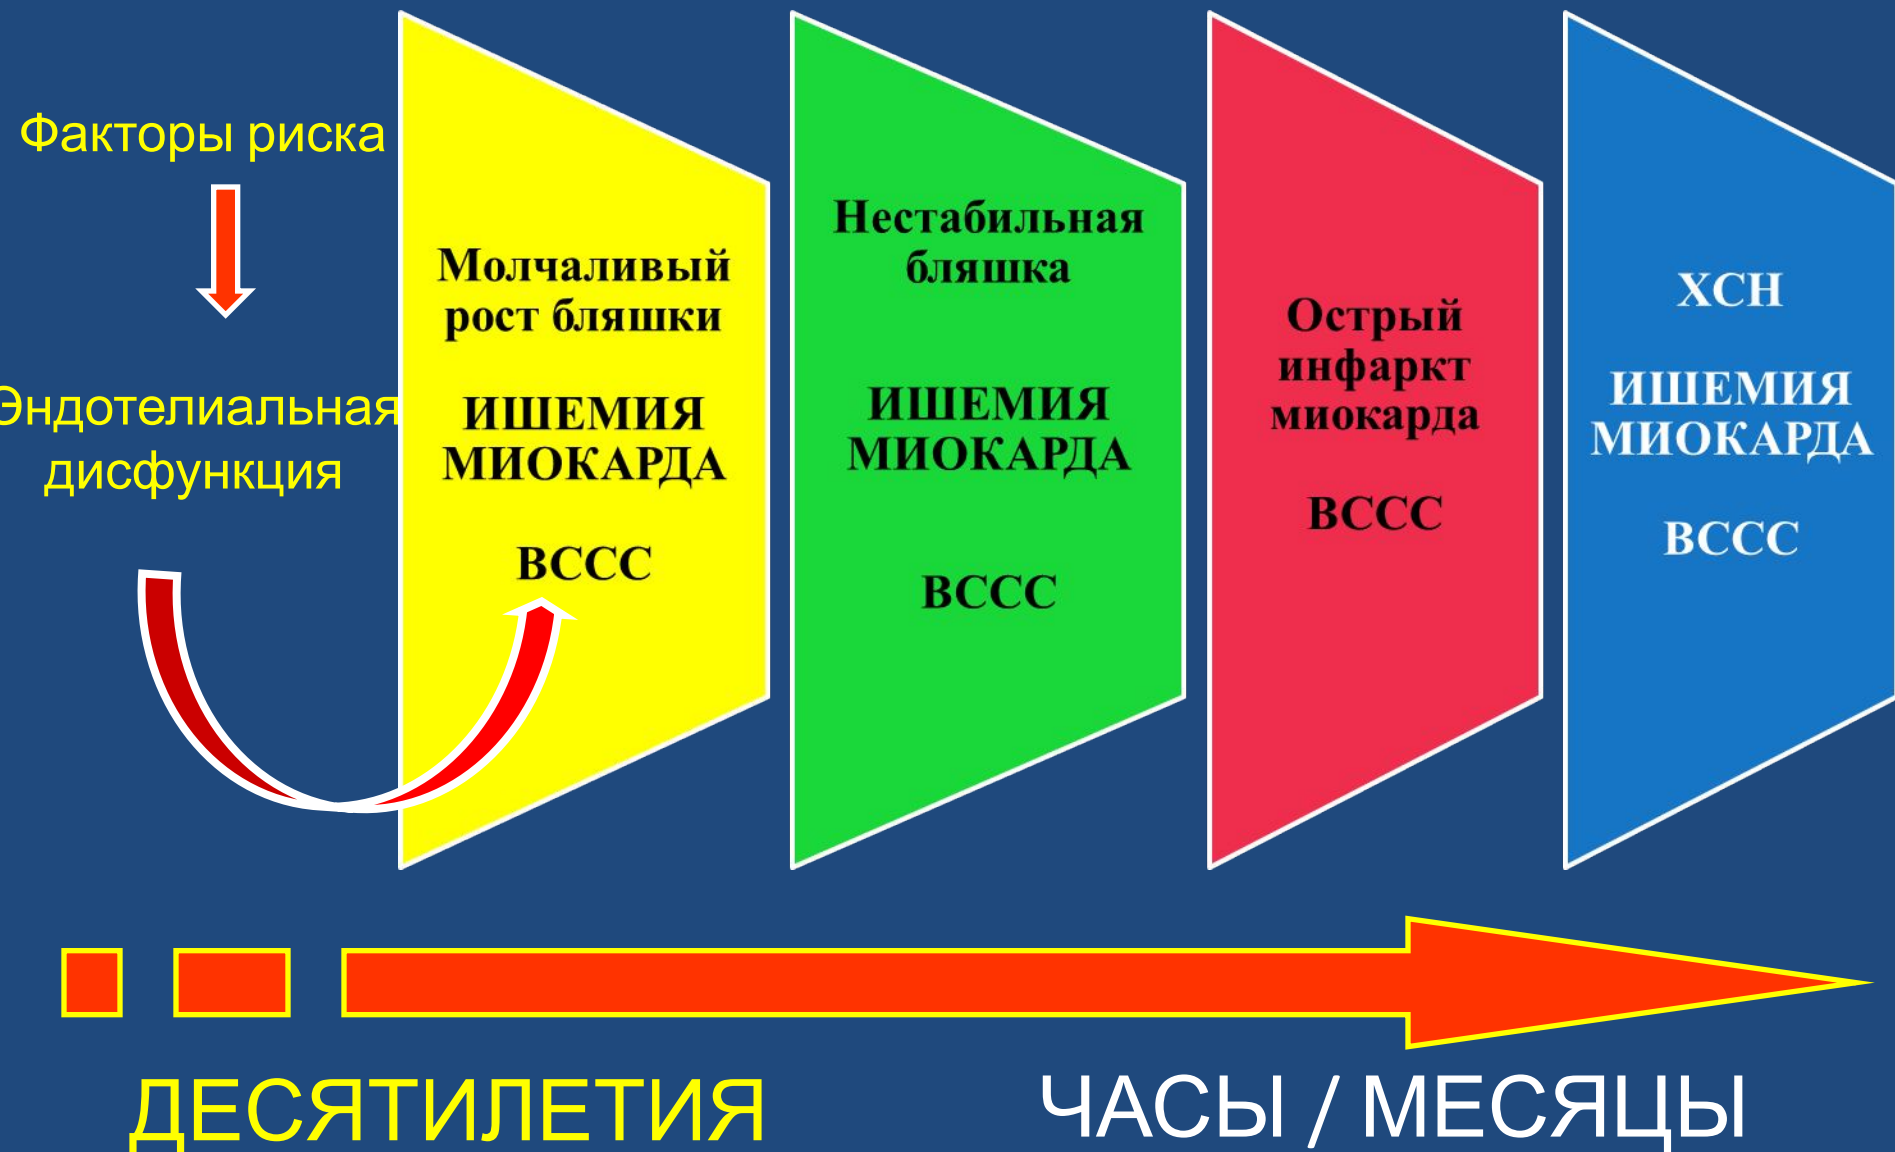 Факторы риска
Эндотелиальная
дисфункция
Молчаливый
рост бляшки
ИШЕМИЯ
МИОКАРДА
ВССС
Нестабильная
бляшка
ИШЕМИЯ
МИОКАРДА
ВССС
Острый
инфаркт
миокарда
ВССС
ХСН
ИШЕМИЯ
МИОКАРДА
ВССС
ДЕСЯТИЛЕТИЯ
ЧАСЫ / МЕСЯЦЫ